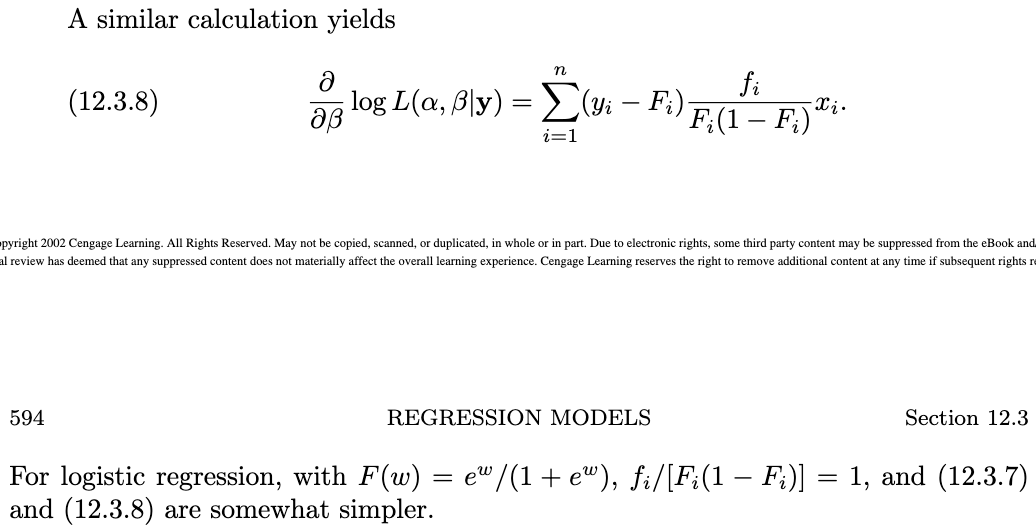 A similar calculation yields
(12.3.8) ∂/∂β log L(α, β|y) = ∑_{i=1}^{n} (y_i − F_i) f_i/(F_i(1 − F_i)) x_i.
opyright 2002 Cengage Learning. All Rights Reserved. May not be copied, scanned, or duplicated, in whole or in part. Due to electronic rights, some third party content may be suppressed from the eBook and/
al review has deemed that any suppressed content does not materially affect the overall learning experience. Cengage Learning reserves the right to remove additional content at any time if subsequent rights r
594 REGRESSION MODELS Section 12.3
For logistic regression, with F(w) = e^w/(1 + e^w), f_i/[F_i(1 − F_i)] = 1, and (12.3.7)
and (12.3.8) are somewhat simpler.